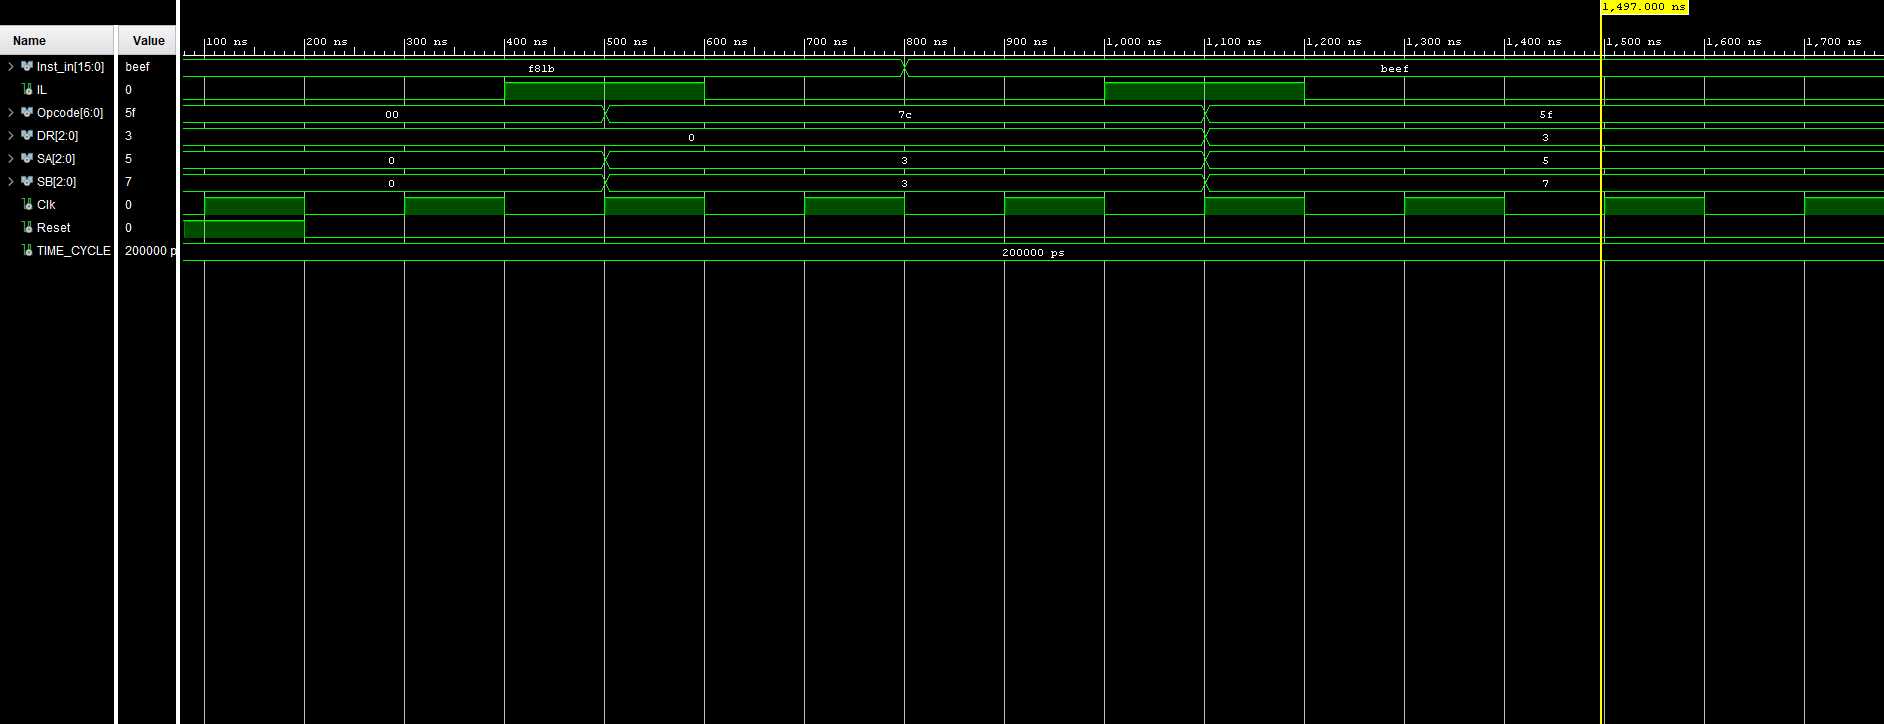 1,497.000 ns
Name Value
100 ns 200 ns 300 ns 400 ns 500 ns 600 ns 700 ns 800 ns 900 ns 1,000 ns 1,100 ns 1,200 ns 1,300 ns 1,400 ns 1,500 ns 1,600 ns 1,700 ns
Inst_in[15:0] beef f81b beef
IL 0
Opcode[6:0] 5f 00 7c 5f
DR[2:0] 3 0 3
SA[2:0] 5 0 3 5
SB[2:0] 7 0 3 7
Clk 0
Reset 0
TIME_CYCLE 200000 p 200000 ps